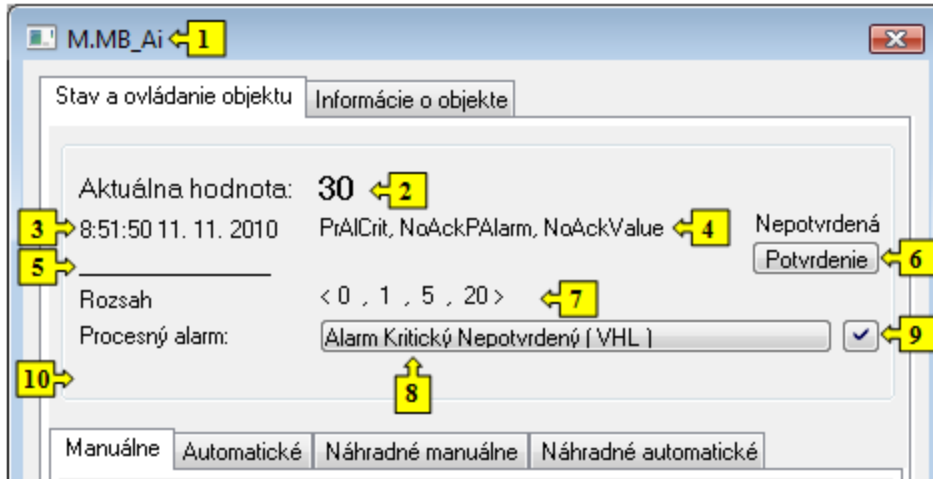 M.MB_Ai 1
Stav a ovládanie objektu Informácie o objekte
Aktuálna hodnota: 30 2
3 8:51:50 11. 11. 2010 PrAlCrit, NoAckPAlarm, NoAckValue 4 Nepotvrdená
5 Potvrdenie 6
Rozsah < 0 , 1 , 5 , 20 > 7
Procesný alarm: Alarm Kritický Nepotvrdený ( VHL ) 9
10 8
Manuálne Automatické Náhradné manuálne Náhradné automatické